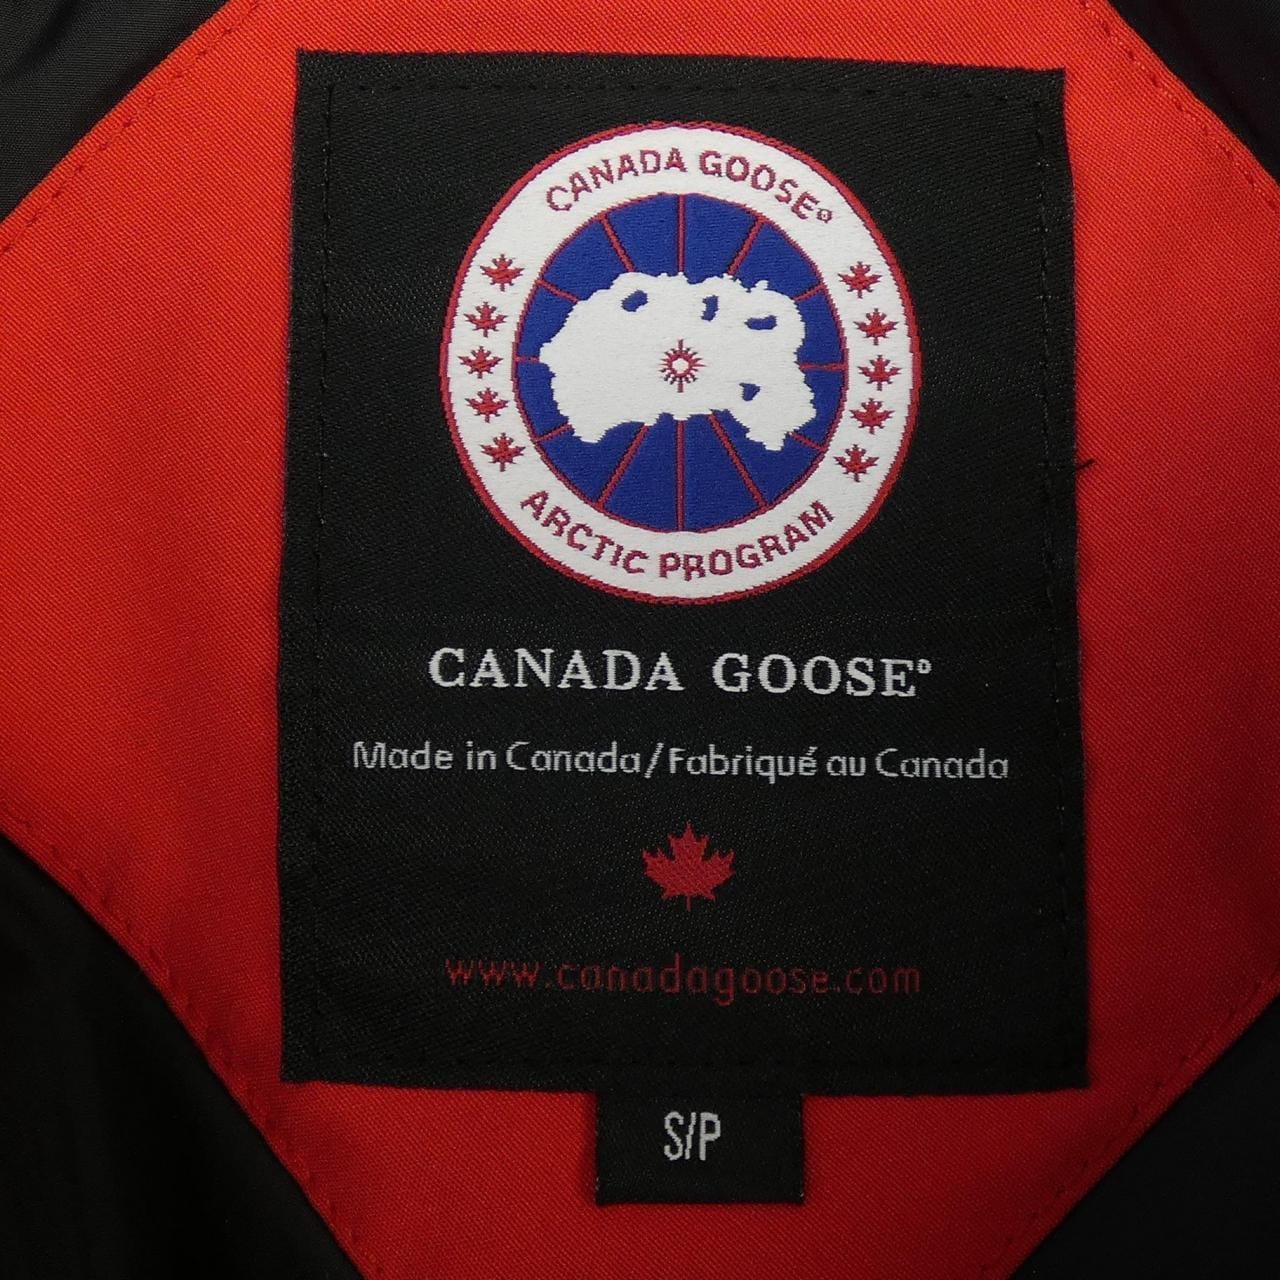 CANADA GOOSE®
ARCTIC PROGRAM
CANADA GOOSE®
Made in Canada/Fabriqué au Canada
www.canadagoose.com
S/P